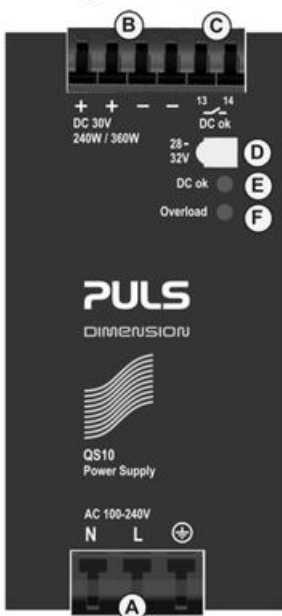 B C
+ + − − 13 14
DC 30V DC ok
240W / 360W
28-
32V D
DC ok E
Overload F
PULS
DIMENSION
QS10
Power Supply
AC 100-240V
N L
A